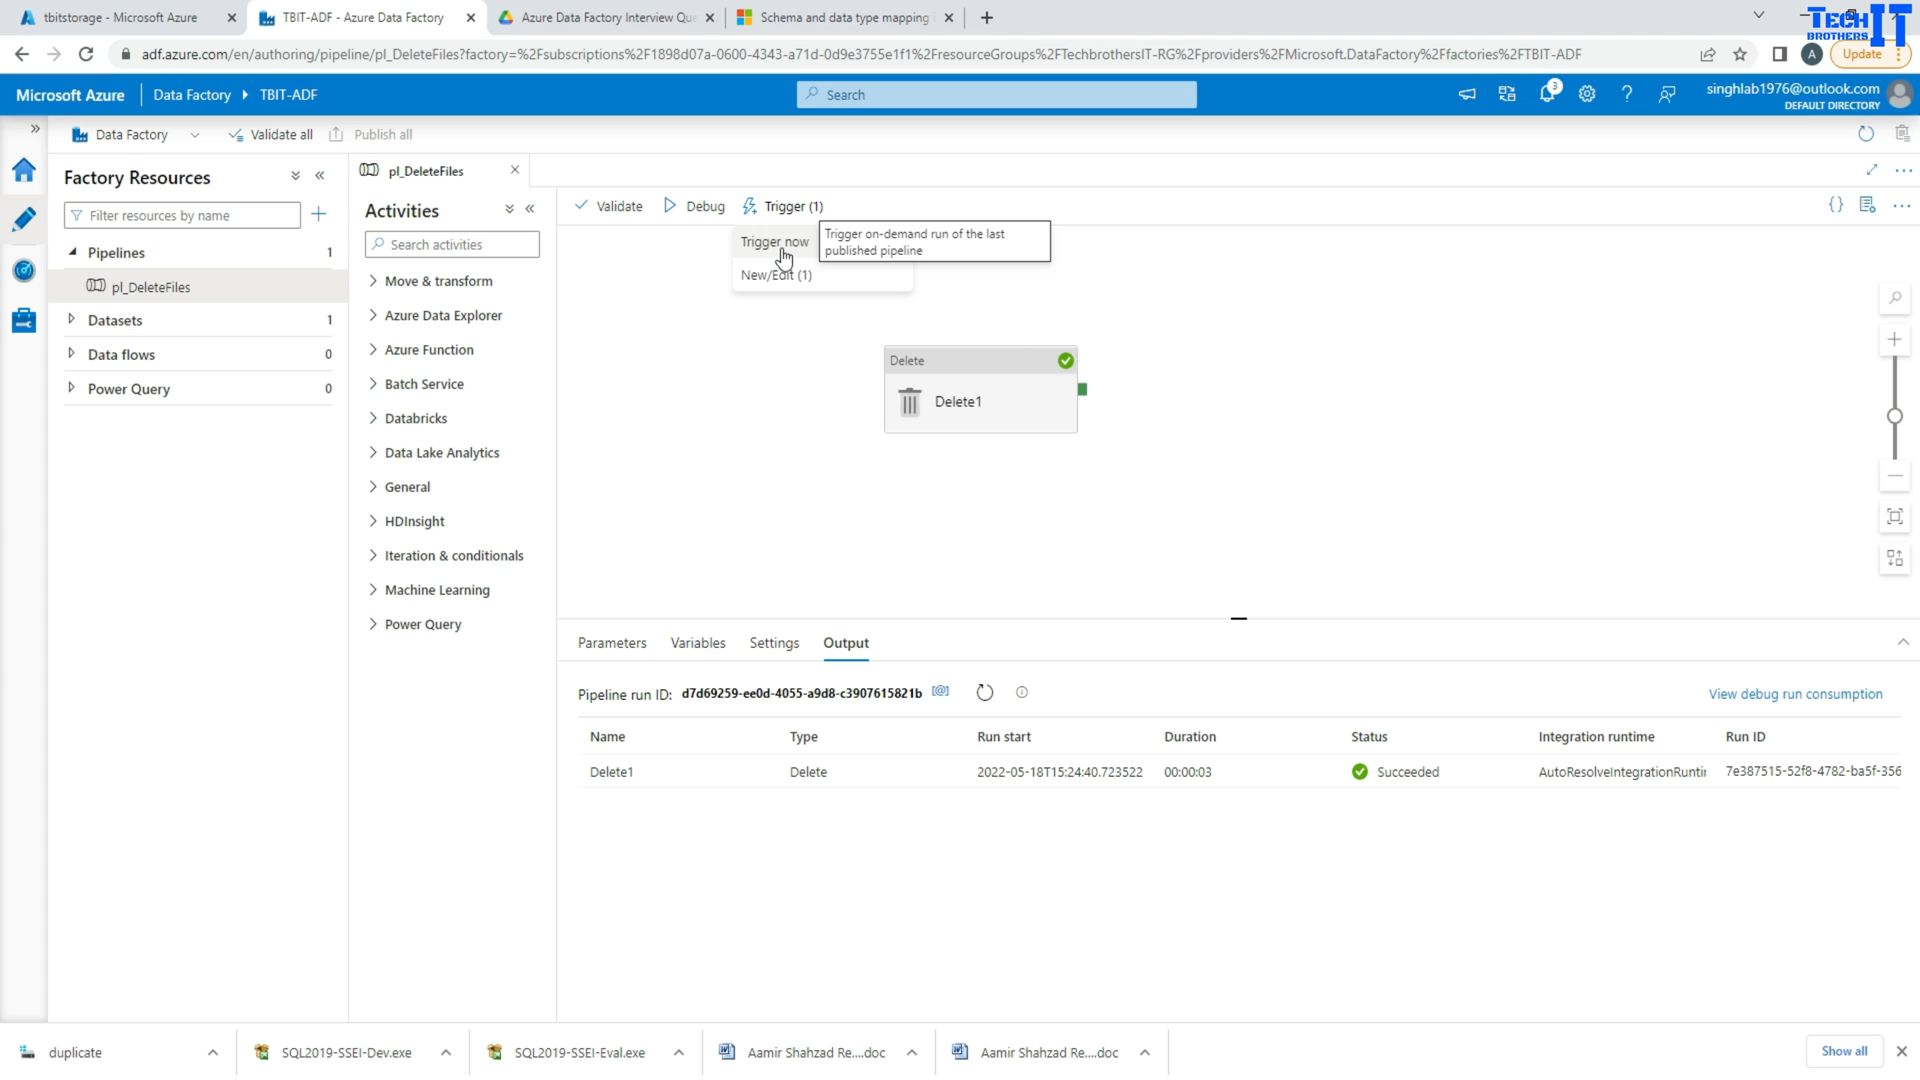 tbitstorage - Microsoft Azure
TBIT-ADF - Azure Data Factory
Azure Data Factory Interview Que
Schema and data type mapping
TECH IT
BROTHERS
adf.azure.com/en/authoring/pipeline/pl_DeleteFiles?factory=%2Fsubscriptions%2F1898d07a-0600-4343-a71d-0d9e3755e1f1%2FresourceGroups%2FTechbrothersIT-RG%2Fproviders%2FMicrosoft.DataFactory%2Ffactories%2FTBIT-ADF
A
Update
Microsoft Azure
Data Factory
TBIT-ADF
Search
3
singhlab1976@outlook.com
DEFAULT DIRECTORY
Data Factory
Validate all
Publish all
Factory Resources
Filter resources by name
Pipelines
1
pl_DeleteFiles
Datasets
1
Data flows
0
Power Query
0
pl_DeleteFiles
Activities
Search activities
Move & transform
Azure Data Explorer
Azure Function
Batch Service
Databricks
Data Lake Analytics
General
HDInsight
Iteration & conditionals
Machine Learning
Power Query
Validate
Debug
Trigger (1)
Trigger now
New/Edit (1)
Trigger on-demand run of the last
published pipeline
Delete
Delete1
Parameters
Variables
Settings
Output
Pipeline run ID: d7d69259-ee0d-4055-a9d8-c3907615821b
View debug run consumption
Name Type Run start Duration Status Integration runtime Run ID
Delete1 Delete 2022-05-18T15:24:40.723522 00:00:03 Succeeded AutoResolveIntegrationRuntir 7e387515-52f8-4782-ba5f-356
duplicate
SQL2019-SSEI-Dev.exe
SQL2019-SSEI-Eval.exe
Aamir Shahzad Re....doc
Aamir Shahzad Re....doc
Show all